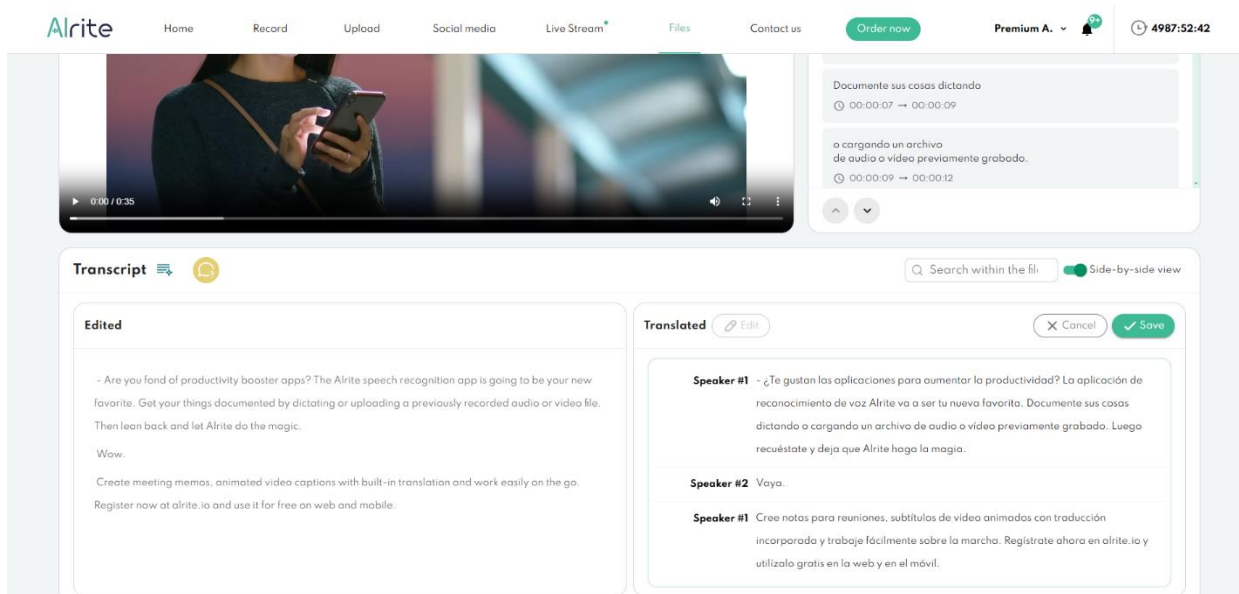 Alrite
Home
Record
Upload
Social media
Live Stream
Files
Contact us
Order now
Premium A.
9+
4987:52:42
Documente sus cosas dictando
00:00:07 → 00:00:09
o cargando un archivo
de audio o vídeo previamente grabado.
00:00:09 → 00:00:12
0:00 / 0:35
Transcript
Search within the fil
Side-by-side view
Edited
- Are you fond of productivity booster apps? The Alrite speech recognition app is going to be your new
favorite. Get your things documented by dictating or uploading a previously recorded audio or video file.
Then lean back and let Alrite do the magic.
Wow.
Create meeting memos, animated video captions with built-in translation and work easily on the go.
Register now at alrite.io and use it for free on web and mobile.
Translated
Edit
Cancel
Save
Speaker #1 - ¿Te gustan las aplicaciones para aumentar la productividad? La aplicación de
reconocimiento de voz Alrite va a ser tu nueva favorita. Documente sus cosas
dictando o cargando un archivo de audio o vídeo previamente grabado. Luego
recuéstate y deja que Alrite haga la magia.
Speaker #2 Vaya.
Speaker #1 Cree notas para reuniones, subtítulos de vídeo animados con traducción
incorporada y trabaje fácilmente sobre la marcha. Regístrate ahora en alrite.io y
utilízalo gratis en la web y en el móvil.